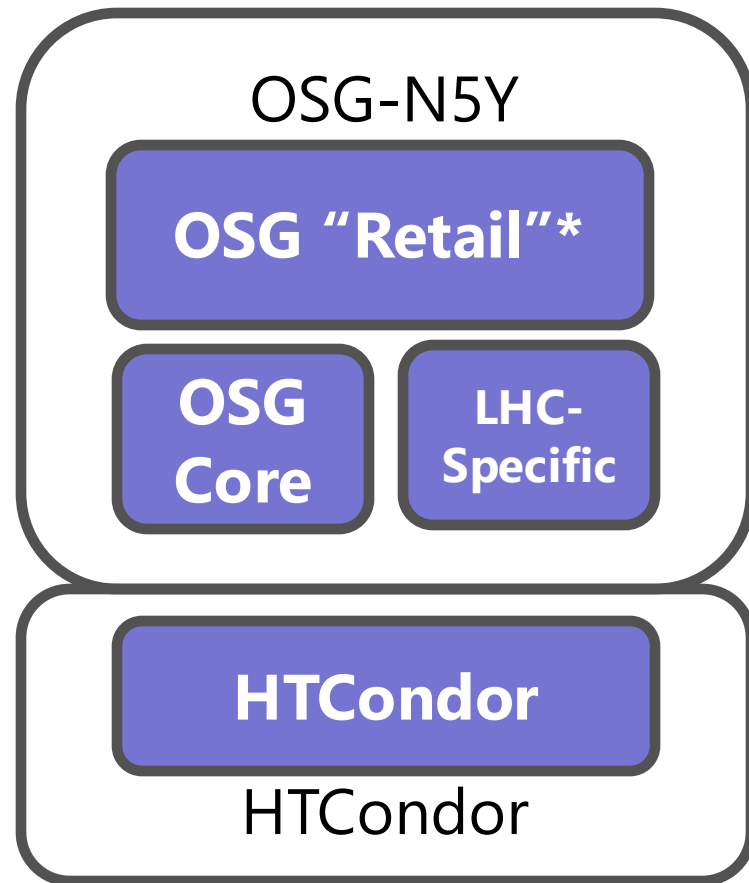 OSG-N5Y
OSG “Retail”*
OSG
Core
LHC-
Specific
HTCondor
HTCondor